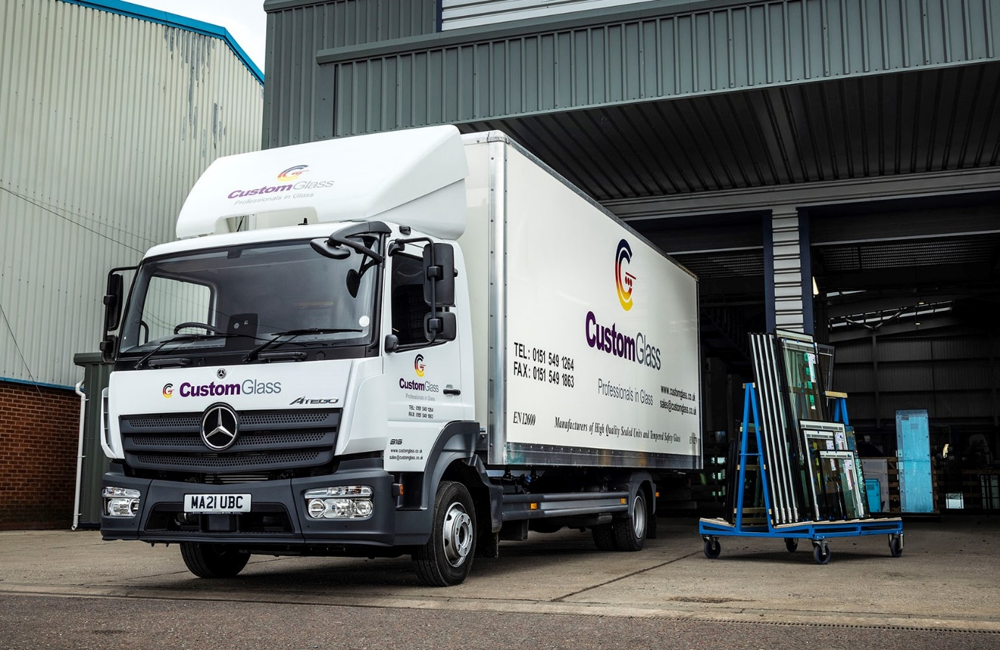 CustomGlass
Professionals in Glass
CustomGlass
ATEGO
MA21 UBC
CustomGlass
Professionals in Glass
TEL: 0151 549 1264
FAX: 0151 549 1863
816
www.customglass.co.uk
sales@customglass.co.uk
CustomGlass
TEL: 0151 549 1264
FAX: 0151 549 1863
Professionals in Glass
www.customglass.co.uk
sales@customglass.co.uk
EN12600
Manufacturers of High Quality Sealed Units and Tempered Safety Glass